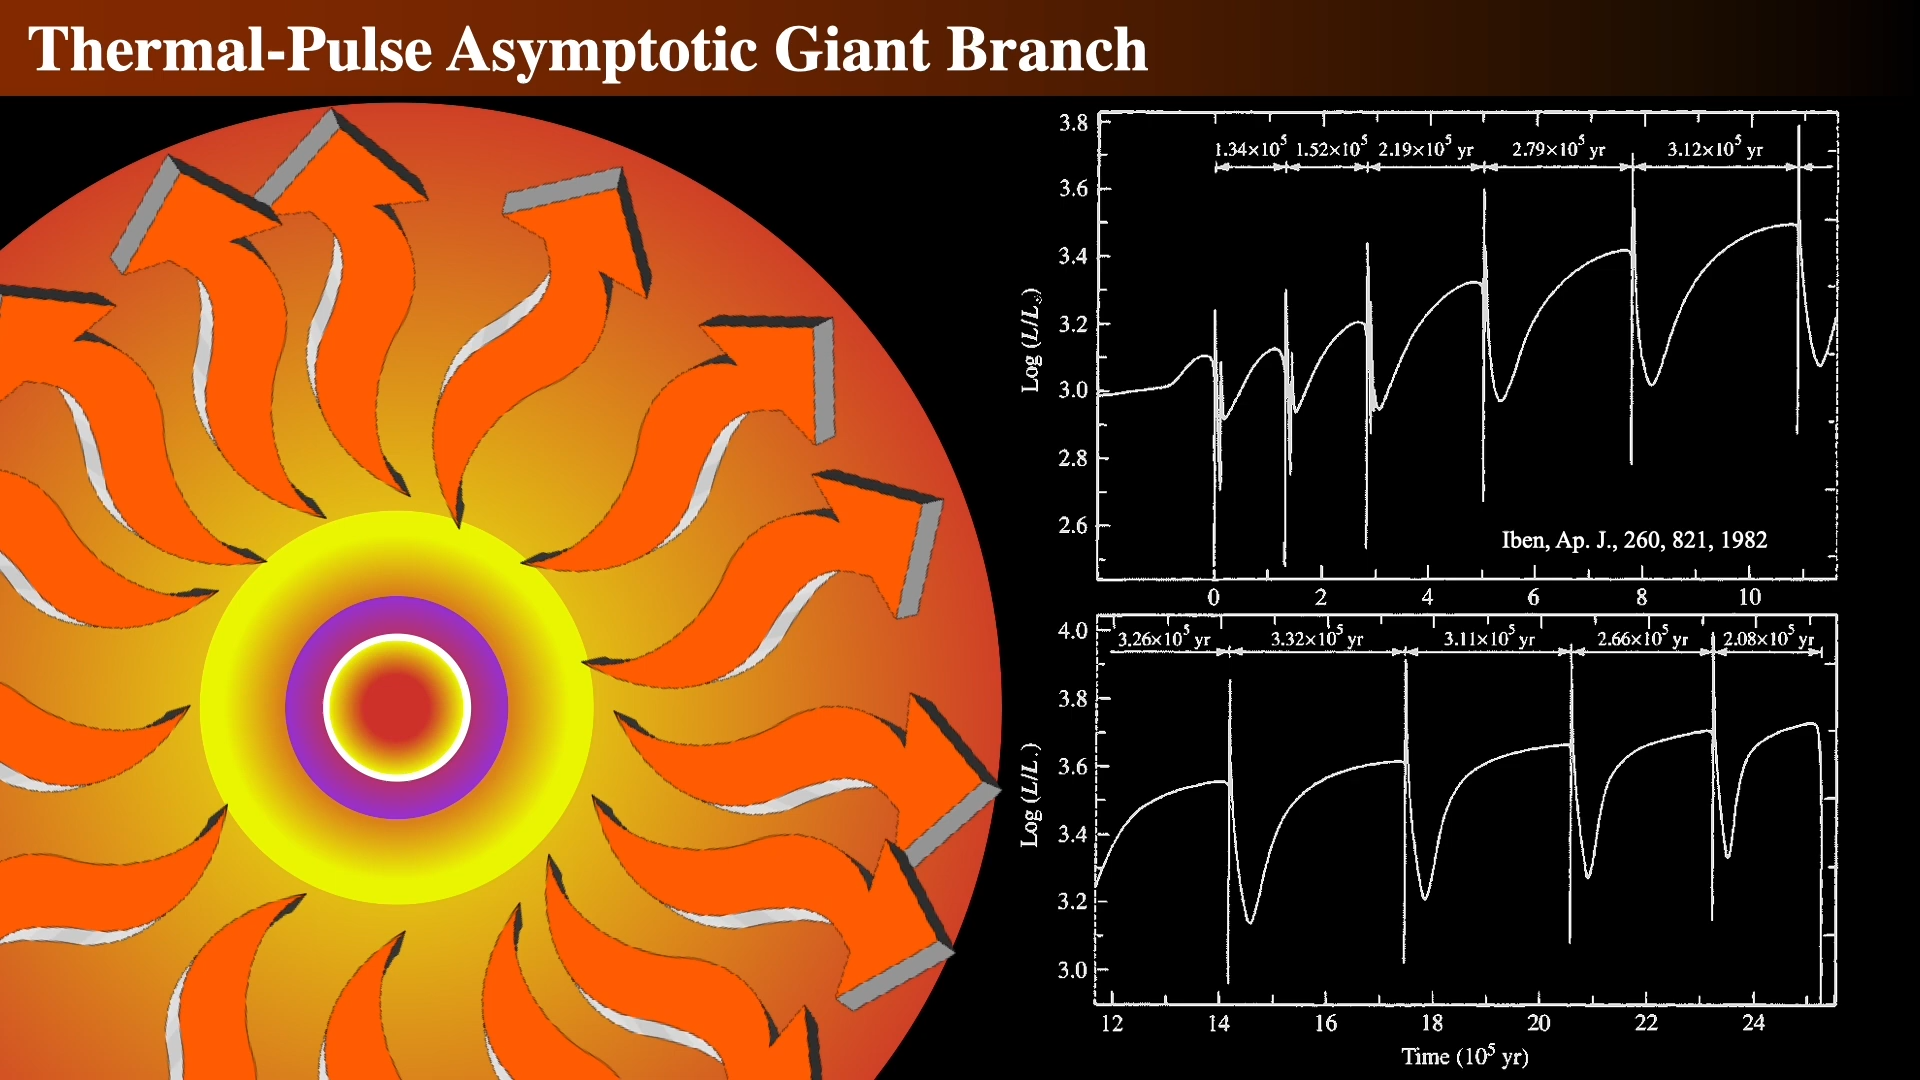 Thermal-Pulse Asymptotic Giant Branch
3.8
3.6
3.4
3.2
3.0
2.8
2.6
Log (L/L☉)
1.34×10⁵ 1.52×10⁵ 2.19×10⁵ yr 2.79×10⁵ yr 3.12×10⁵ yr
Iben, Ap. J., 260, 821, 1982
0 2 4 6 8 10
4.0
3.8
3.6
3.4
3.2
3.0
Log (L/L.)
3.26×10⁵ yr 3.32×10⁵ yr 3.11×10⁵ yr 2.66×10⁵ yr 2.08×10⁵ yr
12 14 16 18 20 22 24
Time (10⁵ yr)